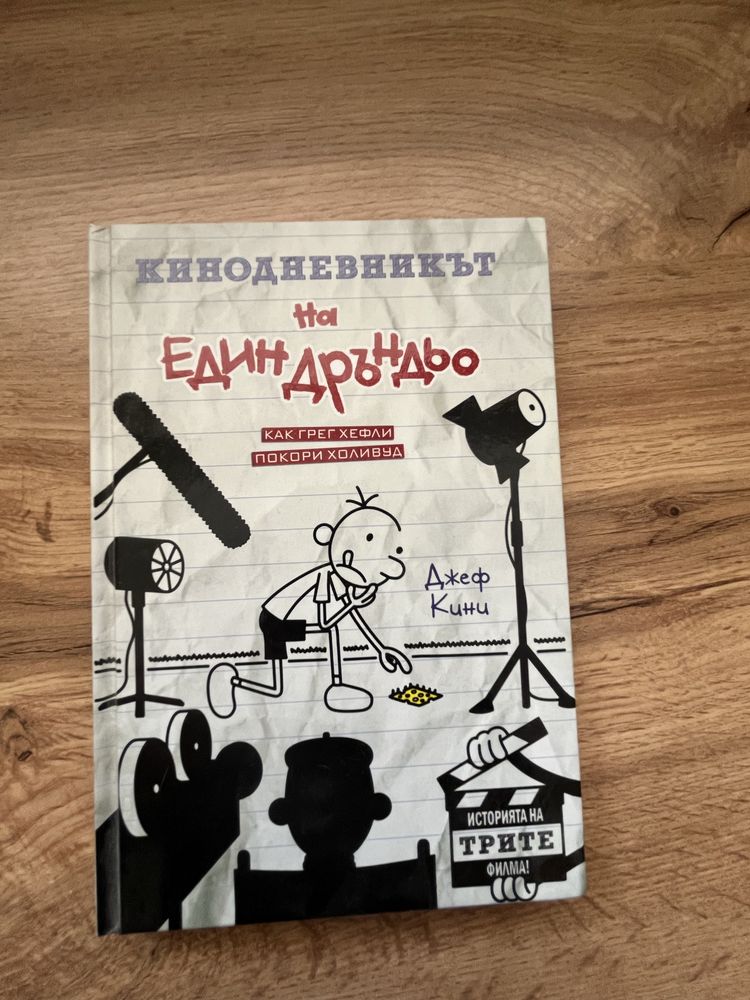 КИНОДНЕВНИКЪТ
на
ЕДИН ДРЪНДЬО
КАК ГРЕГ ХЕФЛИ
ПОКОРИ ХОЛИВУД
Джеф
Кини
ИСТОРИЯТА НА
ТРИТЕ
ФИЛМА!